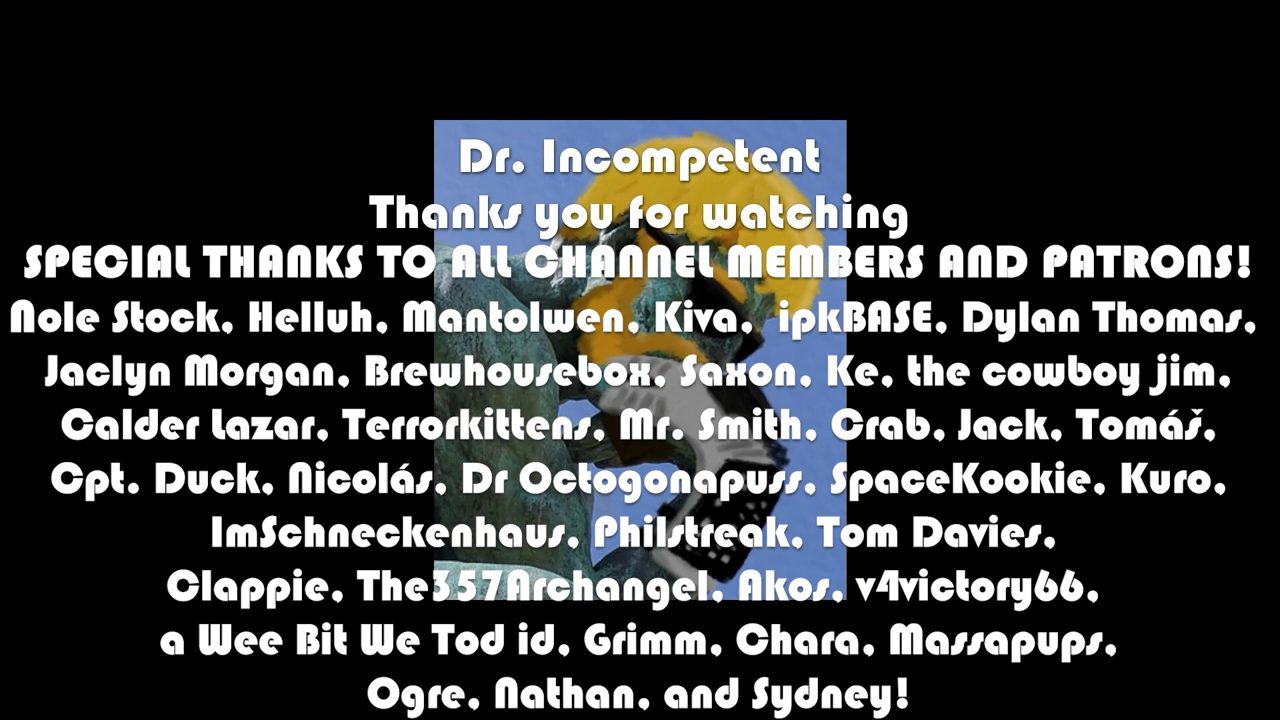 Dr. Incompetent
Thanks you for watching
SPECIAL THANKS TO ALL CHANNEL MEMBERS AND PATRONS!
Nole Stock, Helluh, Mantolwen, Kiva, ipkBASE, Dylan Thomas,
Jaclyn Morgan, Brewhousebox, Saxon, Ke, the cowboy jim,
Calder Lazar, Terrorkittens, Mr. Smith, Crab, Jack, Tomáš,
Cpt. Duck, Nicolás, Dr Octogonapuss, SpaceKookie, Kuro,
ImSchneckenhaus, Philstreak, Tom Davies,
Clappie, The357Archangel, Akos, v4victory66,
a Wee Bit We Tod id, Grimm, Chara, Massapups,
Ogre, Nathan, and Sydney!